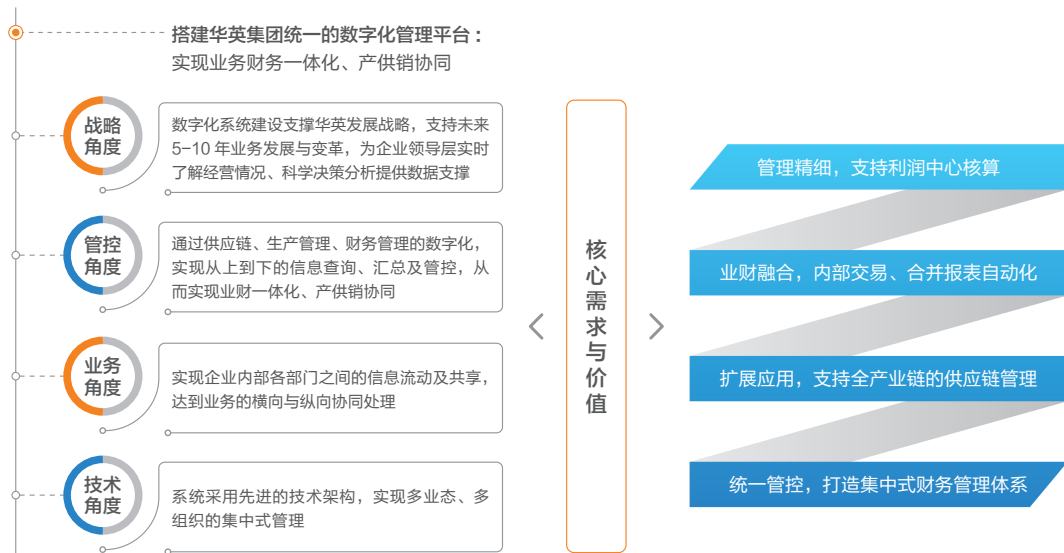 搭建华英集团统一的数字化管理平台：
实现业务财务一体化、产供销协同
战略
角度
数字化系统建设支撑华英发展战略，支持未来
5-10 年业务发展与变革，为企业领导层实时
了解经营情况、科学决策分析提供数据支撑
管控
角度
通过供应链、生产管理、财务管理的数字化，
实现从上到下的信息查询、汇总及管控，从
而实现业财一体化、产供销协同
业务
角度
实现企业内部各部门之间的信息流动及共享，
达到业务的横向与纵向协同处理
技术
角度
系统采用先进的技术架构，实现多业态、多
组织的集中式管理
核心需求与价值
管理精细，支持利润中心核算
业财融合，内部交易、合并报表自动化
扩展应用，支持全产业链的供应链管理
统一管控，打造集中式财务管理体系